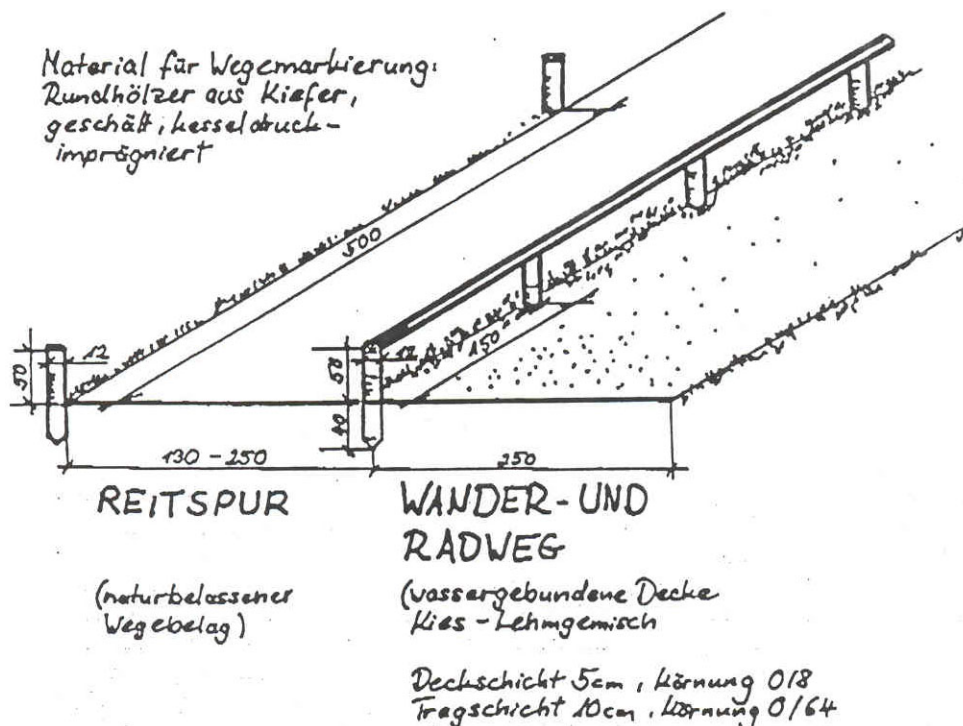 Material für Wegemarkierung:
Rundhölzer aus Kiefer,
geschält, kesseldruck-
imprägniert
500
150
12
50
12
50
40
130 - 250
250
REITSPUR
WANDER- UND
RADWEG
(naturbelassener
Wegebelag)
(wassergebundene Decke
Kies - Lehmgemisch
Deckschicht 5cm, Körnung 0/8
Tragschicht 10cm, Körnung 0/64